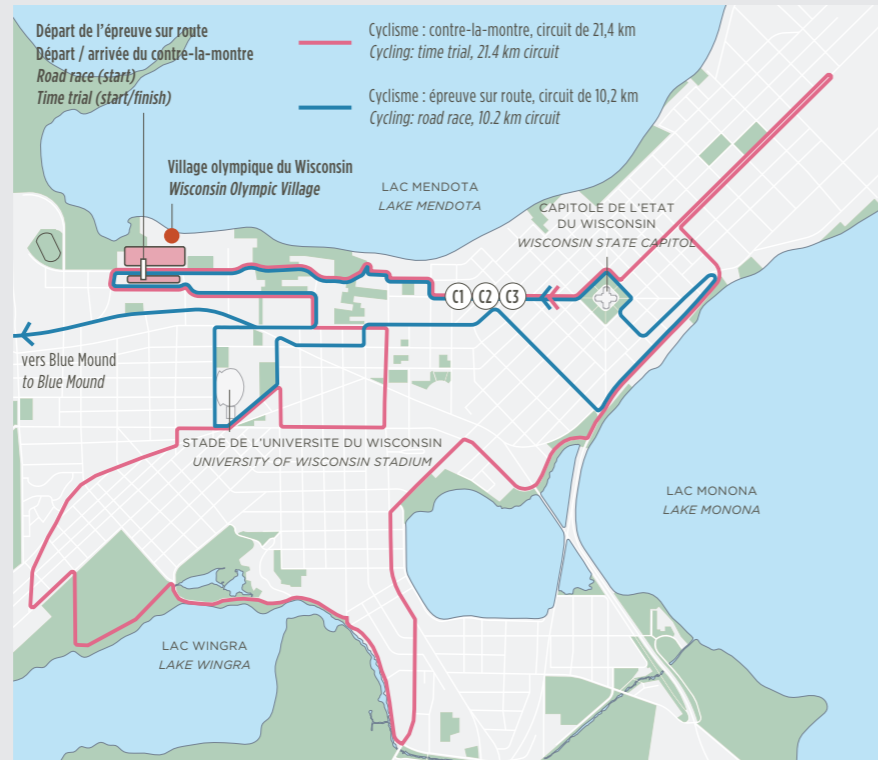 Départ de l'épreuve sur route
Départ / arrivée du contre-la-montre
Road race (start)
Time trial (start/finish)
Cyclisme : contre-la-montre, circuit de 21,4 km
Cycling: time trial, 21.4 km circuit
Cyclisme : épreuve sur route, circuit de 10,2 km
Cycling: road race, 10.2 km circuit
Village olympique du Wisconsin
Wisconsin Olympic Village
LAC MENDOTA
LAKE MENDOTA
CAPITOLE DE L'ETAT
DU WISCONSIN
WISCONSIN STATE CAPITOL
C1 C2 C3
vers Blue Mound
to Blue Mound
STADE DE L'UNIVERSITE DU WISCONSIN
UNIVERSITY OF WISCONSIN STADIUM
LAC MONONA
LAKE MONONA
LAC WINGRA
LAKE WINGRA